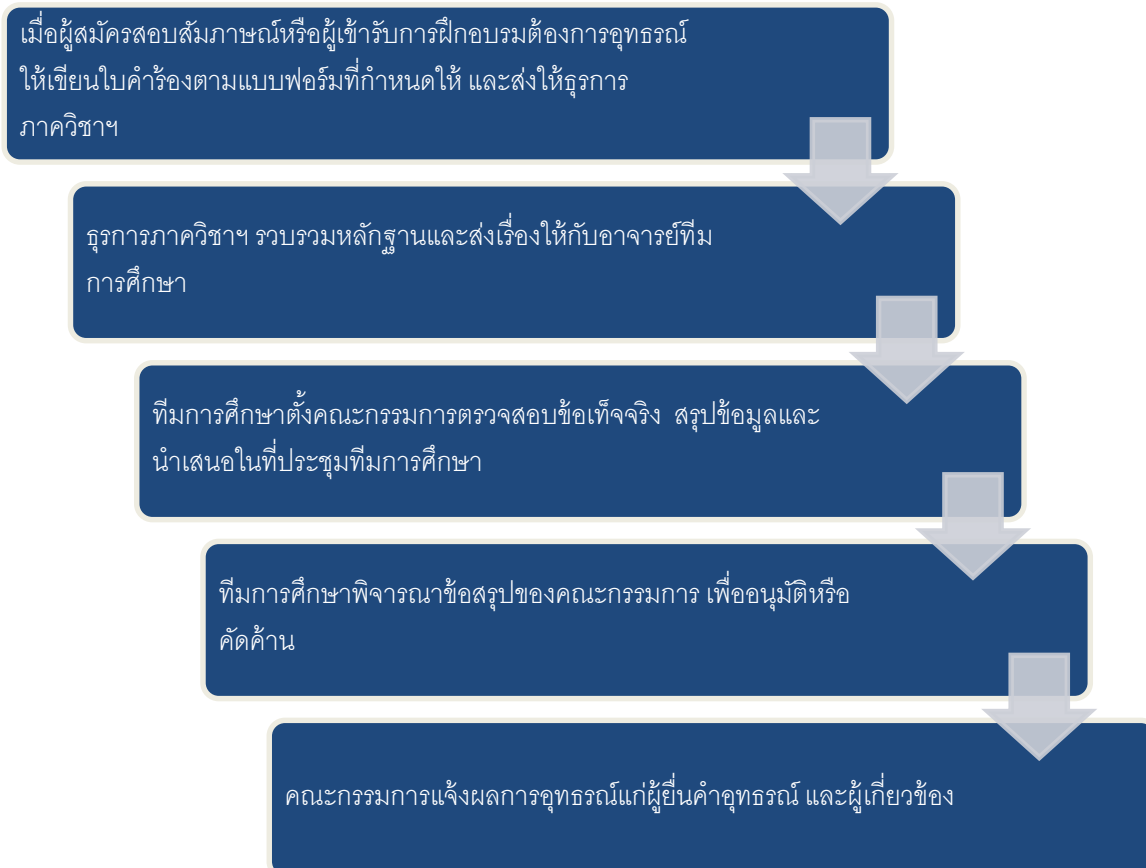 เมื่อผู้สมัครสอบสัมภาษณ์หรือผู้เข้ารับการฝึกอบรมต้องการอุทธรณ์
ให้เขียนใบคำร้องตามแบบฟอร์มที่กำหนดให้ และส่งให้ธุรการ
ภาควิชาฯ
ธุรการภาควิชาฯ รวบรวมหลักฐานและส่งเรื่องให้กับอาจารย์ทีม
การศึกษา
ทีมการศึกษาตั้งคณะกรรมการตรวจสอบข้อเท็จจริง สรุปข้อมูลและ
นำเสนอในที่ประชุมทีมการศึกษา
ทีมการศึกษาพิจารณาข้อสรุปของคณะกรรมการ เพื่ออนุมัติหรือ
คัดค้าน
คณะกรรมการแจ้งผลการอุทธรณ์แก่ผู้ยื่นคำอุทธรณ์ และผู้เกี่ยวข้อง